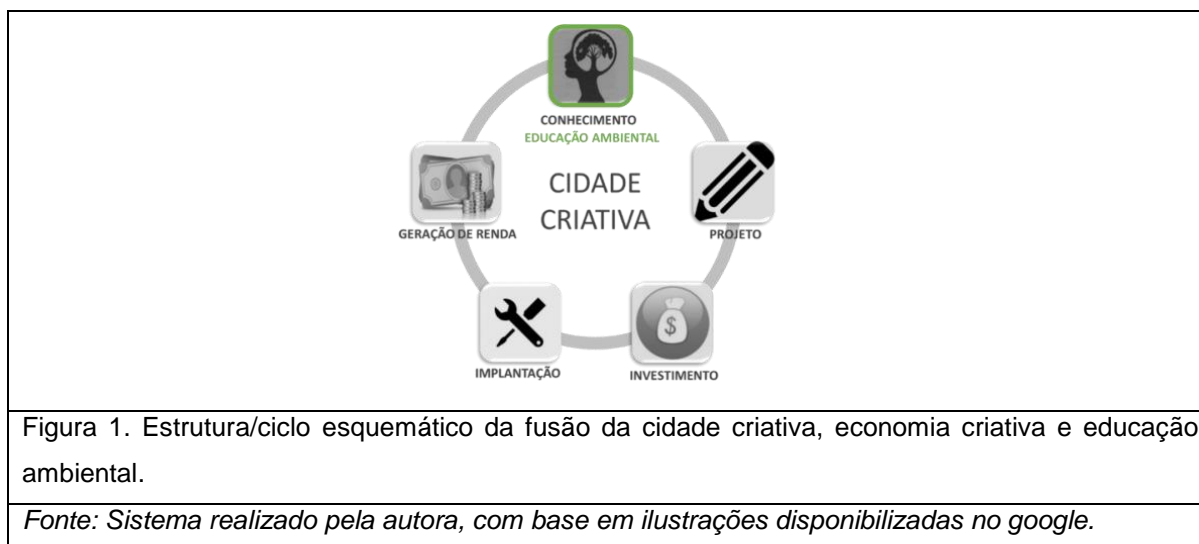 CONHECIMENTO
EDUCAÇÃO AMBIENTAL
CIDADE
CRIATIVA
GERAÇÃO DE RENDA
PROJETO
$
IMPLANTAÇÃO
INVESTIMENTO
Figura 1. Estrutura/ciclo esquemático da fusão da cidade criativa, economia criativa e educação
ambiental.
Fonte: Sistema realizado pela autora, com base em ilustrações disponibilizadas no google.